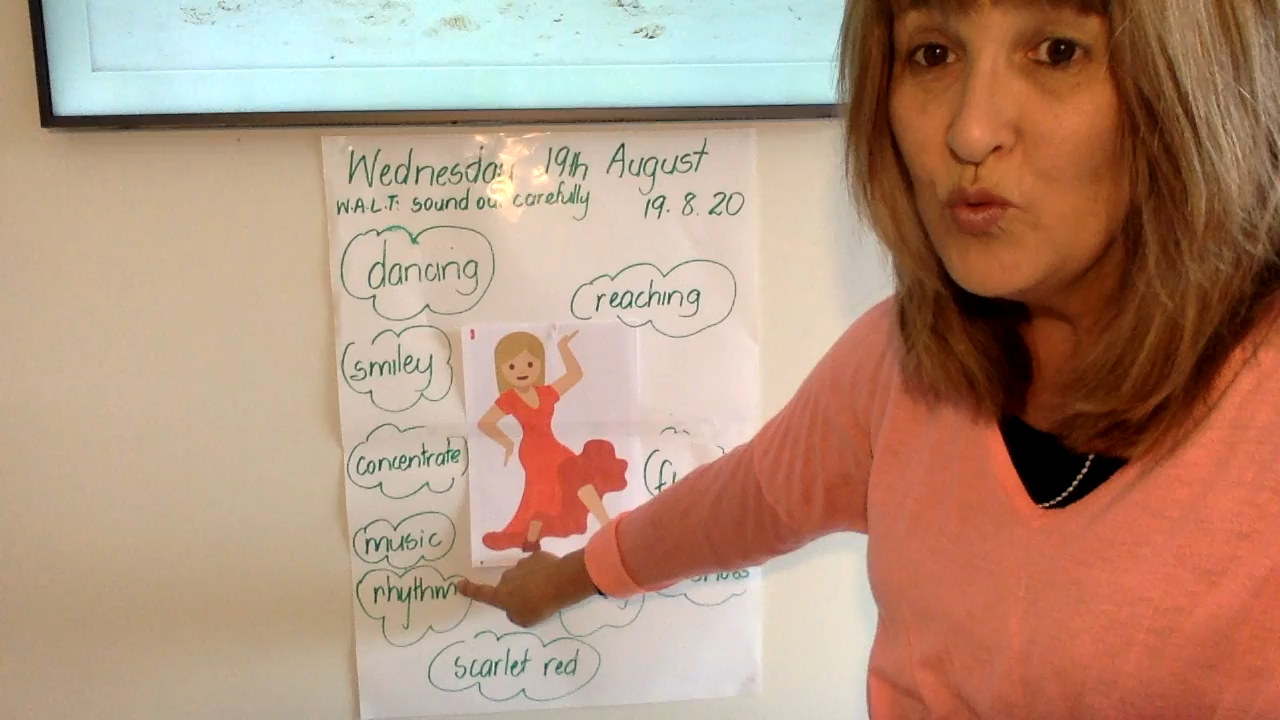 Wednesday 19th August
W.A.L.T: sound out carefully 19.8.20
dancing
reaching
smiley
concentrate
music
rhythm
scarlet red